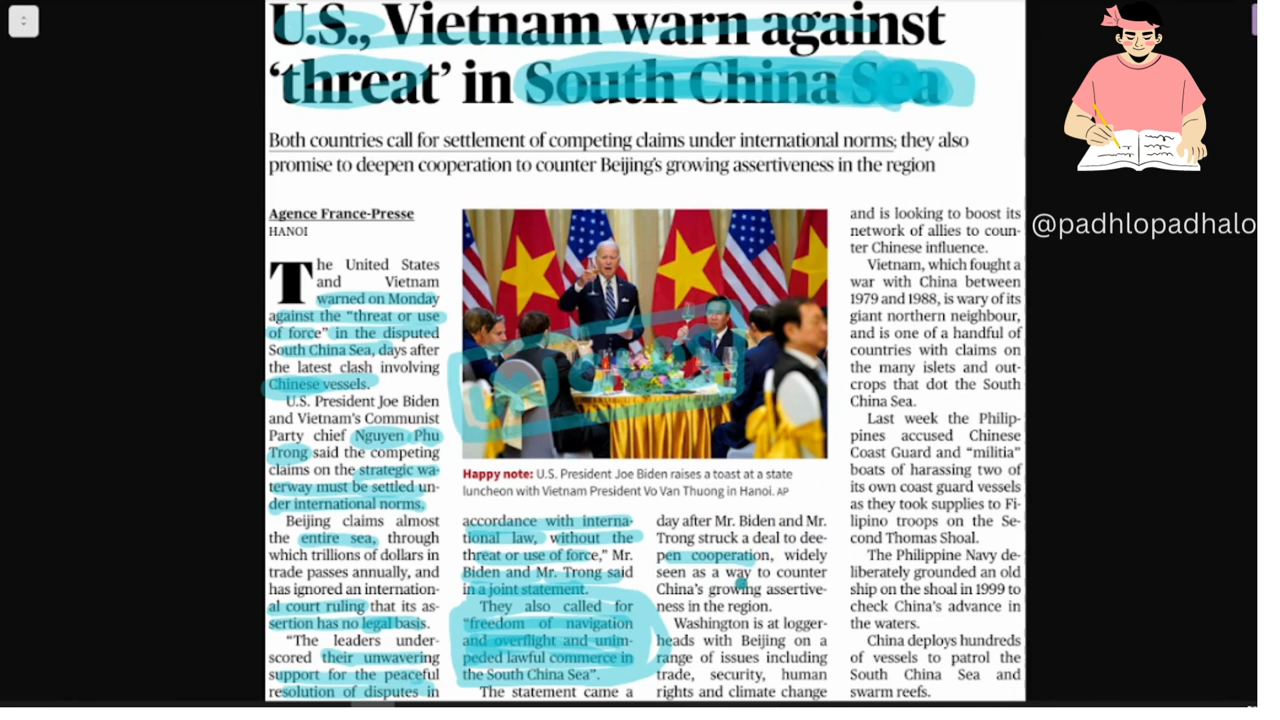 U.S., Vietnam warn against
‘threat’ in South China Sea
Both countries call for settlement of competing claims under international norms; they also
promise to deepen cooperation to counter Beijing’s growing assertiveness in the region
Agence France-Presse
HANOI
The United States
and Vietnam
warned on Monday
against the “threat or use
of force” in the disputed
South China Sea, days after
the latest clash involving
Chinese vessels.
U.S. President Joe Biden
and Vietnam’s Communist
Party chief Nguyen Phu
Trong said the competing
claims on the strategic wa-
terway must be settled un-
der international norms.
Beijing claims almost
the entire sea, through
which trillions of dollars in
trade passes annually, and
has ignored an internation-
al court ruling that its as-
sertion has no legal basis.
“The leaders under-
scored their unwavering
support for the peaceful
resolution of disputes in
Happy note: U.S. President Joe Biden raises a toast at a state
luncheon with Vietnam President Vo Van Thuong in Hanoi. AP
accordance with interna-
tional law, without the
threat or use of force,” Mr.
Biden and Mr. Trong said
in a joint statement.
They also called for
“freedom of navigation
and overflight and unim-
peded lawful commerce in
the South China Sea”.
The statement came a
day after Mr. Biden and Mr.
Trong struck a deal to dee-
pen cooperation, widely
seen as a way to counter
China’s growing assertive-
ness in the region.
Washington is at logger-
heads with Beijing on a
range of issues including
trade, security, human
rights and climate change
and is looking to boost its
network of allies to coun-
ter Chinese influence.
Vietnam, which fought a
war with China between
1979 and 1988, is wary of its
giant northern neighbour,
and is one of a handful of
countries with claims on
the many islets and out-
crops that dot the South
China Sea.
Last week the Philip-
pines accused Chinese
Coast Guard and “militia”
boats of harassing two of
its own coast guard vessels
as they took supplies to Fi-
lipino troops on the Se-
cond Thomas Shoal.
The Philippine Navy de-
liberately grounded an old
ship on the shoal in 1999 to
check China’s advance in
the waters.
China deploys hundreds
of vessels to patrol the
South China Sea and
swarm reefs.
@padhlopadhalo